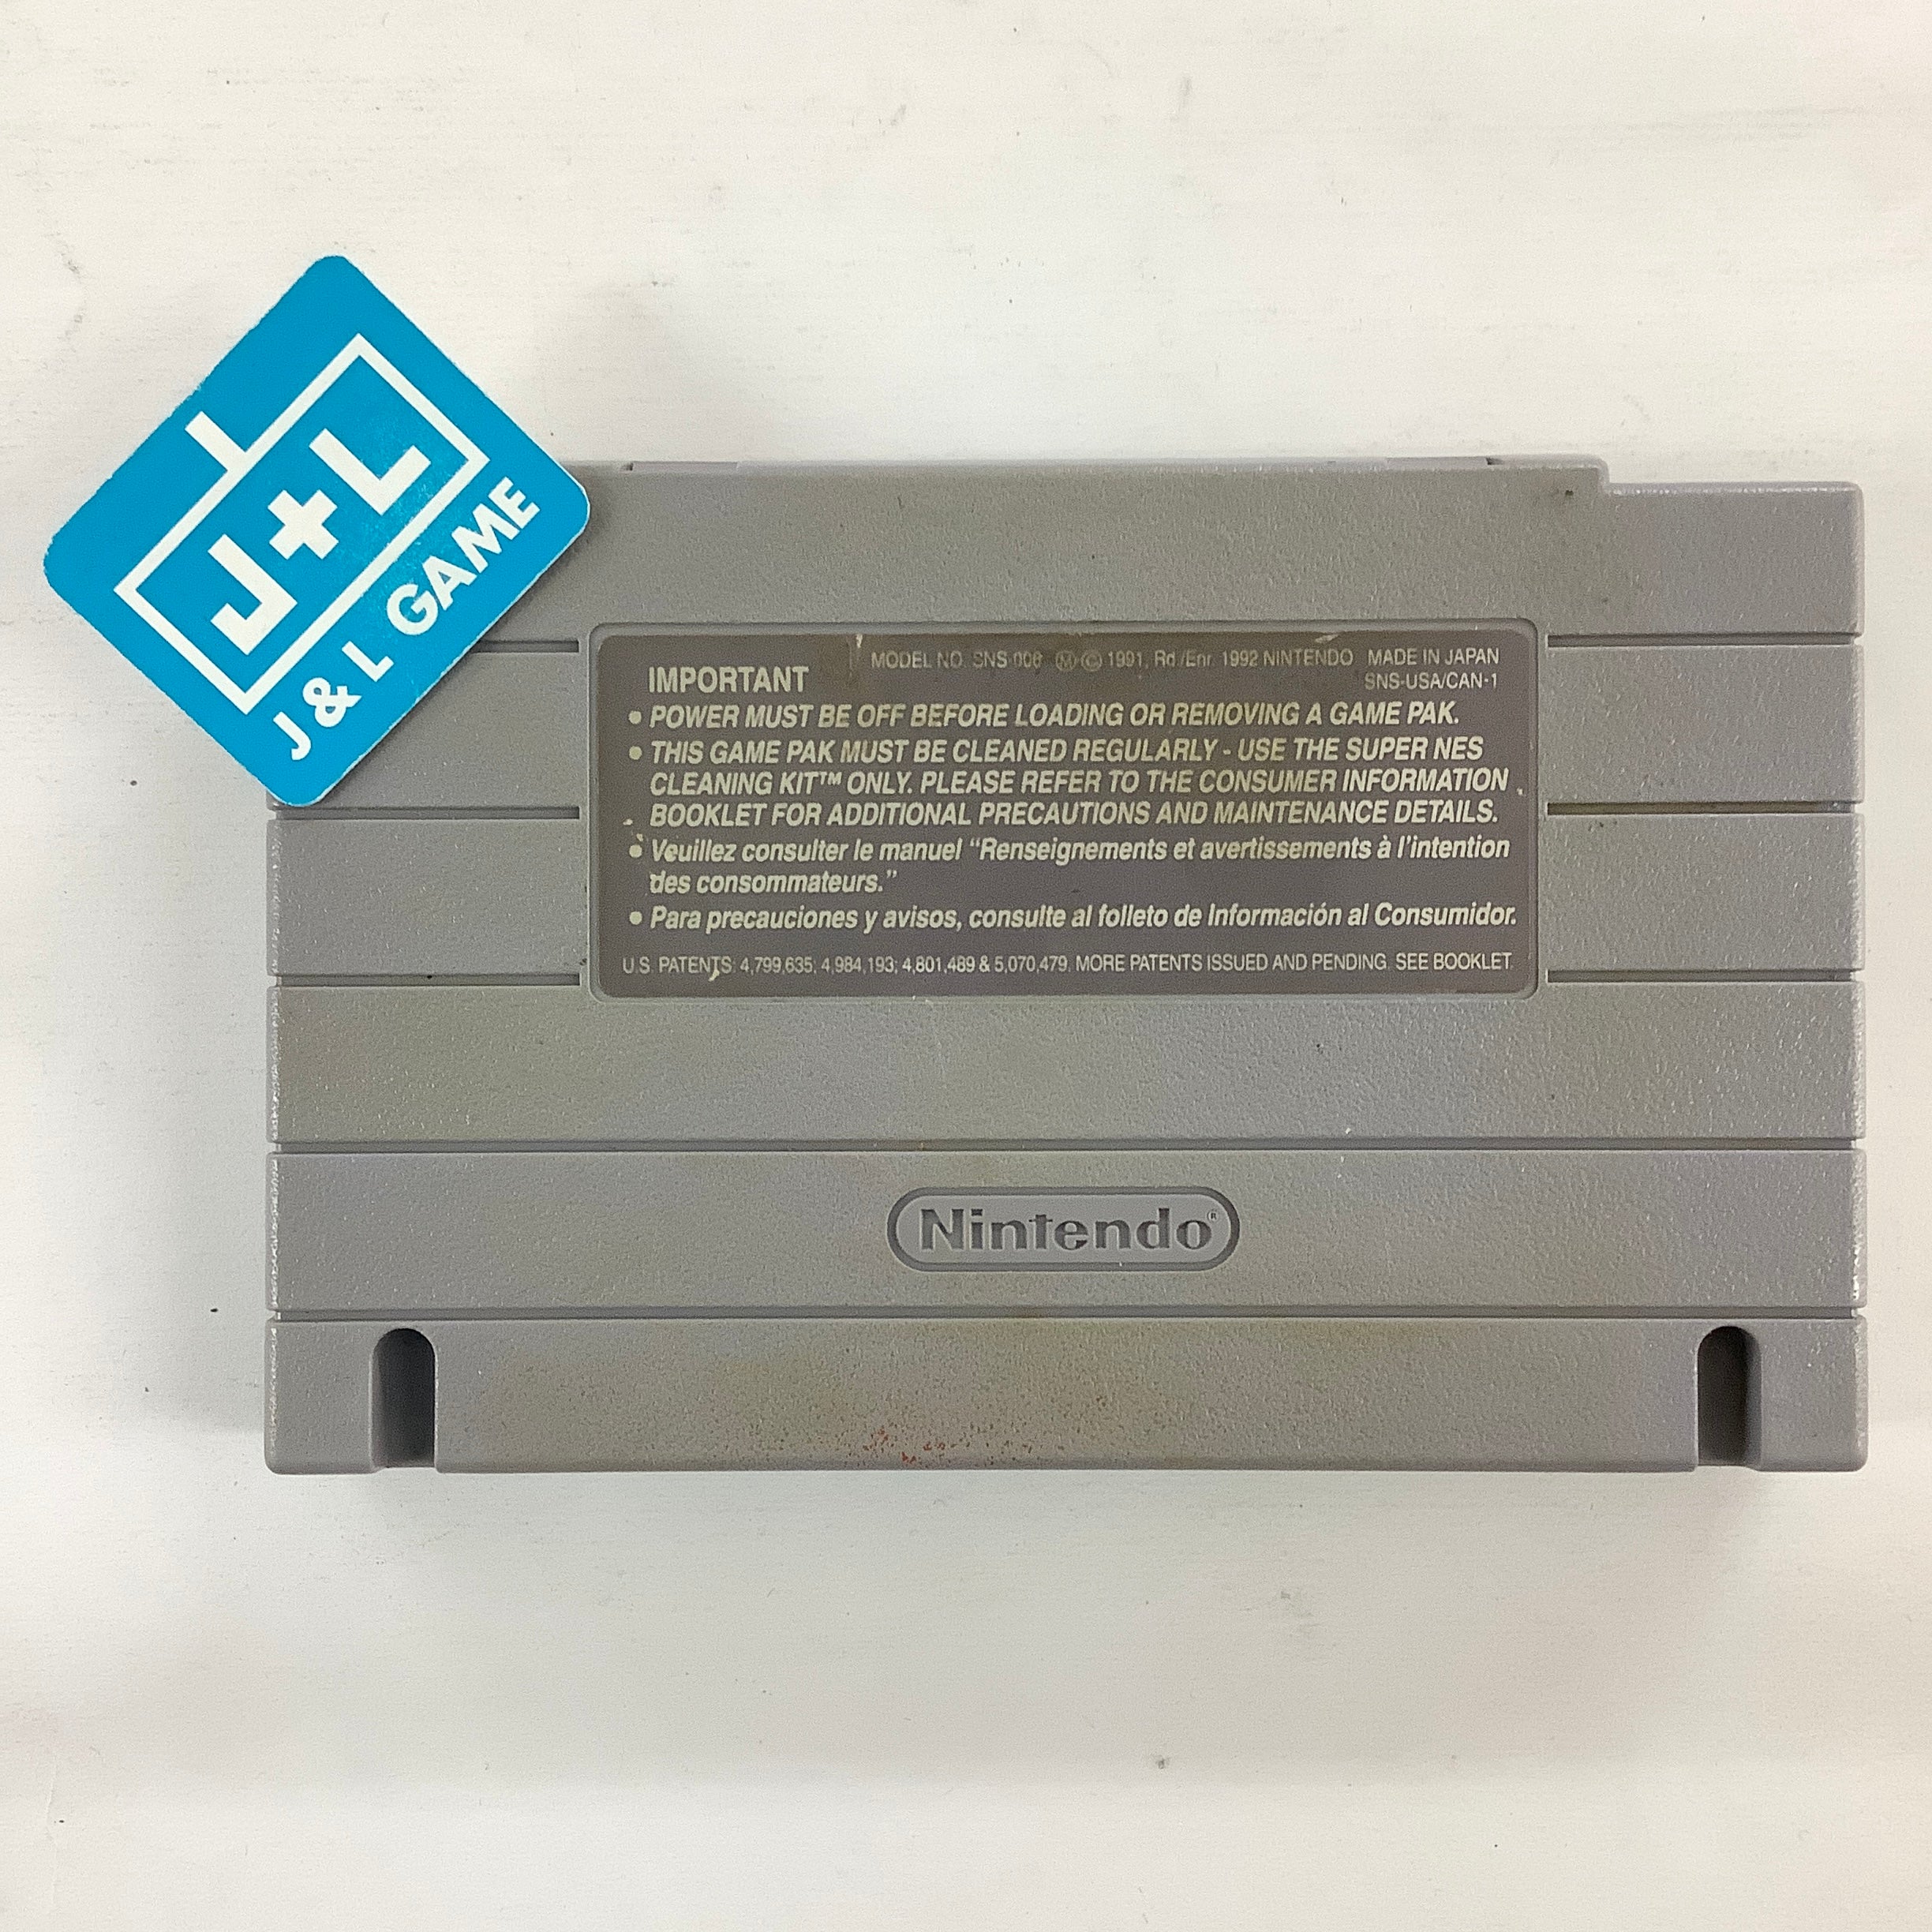 J+L
J & L GAME
MODEL NO. SNS-006 Ⓜ© 1991, Rd./Enr. 1992 NINTENDO MADE IN JAPAN
SNS-USA/CAN-1
IMPORTANT
• POWER MUST BE OFF BEFORE LOADING OR REMOVING A GAME PAK.
• THIS GAME PAK MUST BE CLEANED REGULARLY - USE THE SUPER NES
CLEANING KIT™ ONLY. PLEASE REFER TO THE CONSUMER INFORMATION
BOOKLET FOR ADDITIONAL PRECAUTIONS AND MAINTENANCE DETAILS.
• Veuillez consulter le manuel “Renseignements et avertissements à l’intention
des consommateurs.”
• Para precauciones y avisos, consulte al folleto de Información al Consumidor.
U.S. PATENTS: 4,799,635; 4,984,193; 4,801,489 & 5,070,479. MORE PATENTS ISSUED AND PENDING. SEE BOOKLET.
Nintendo®